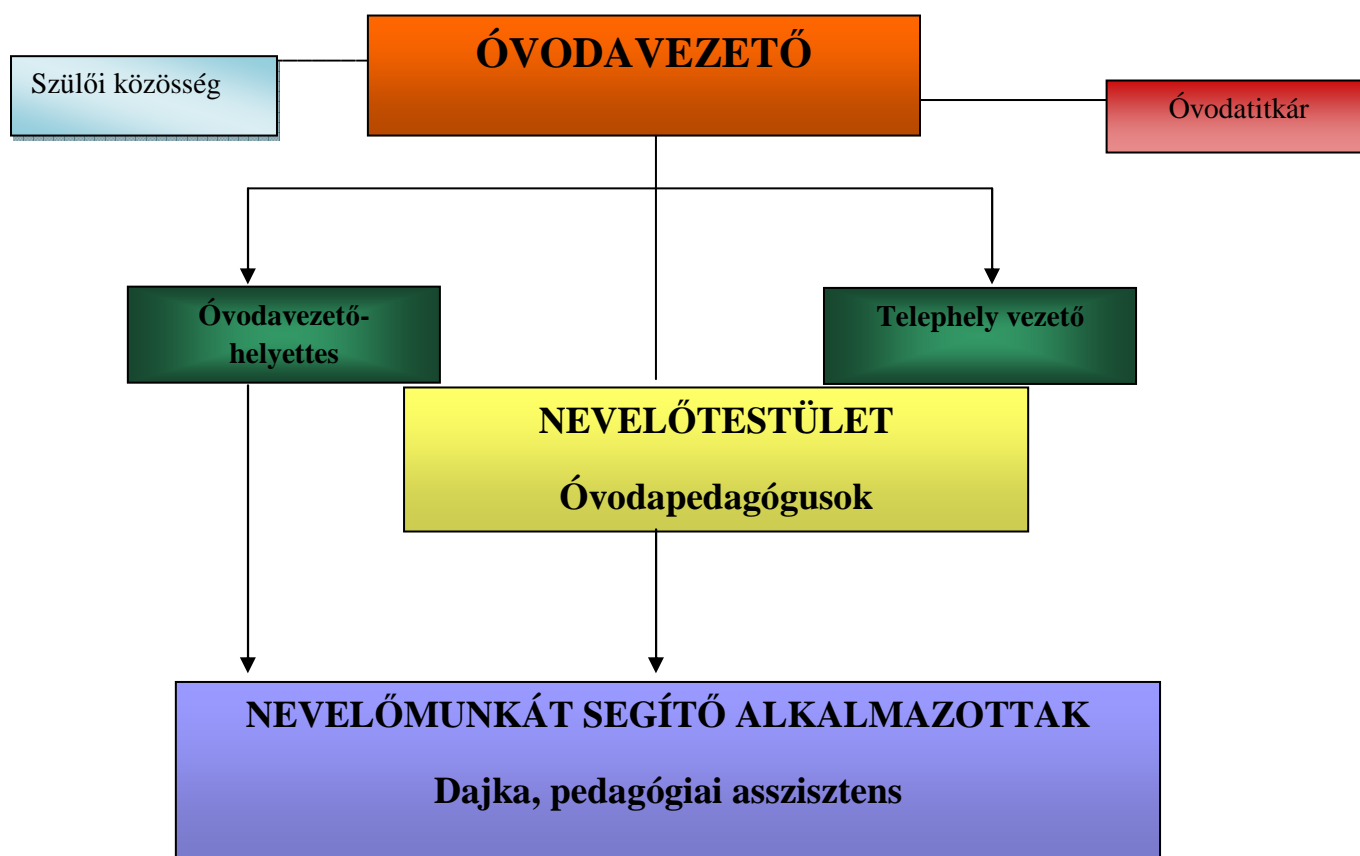 ÓVODAVEZETŐ
Szülői közösség
Óvodatitkár
Óvodavezető-
helyettes
Telephely vezető
NEVELŐTESTÜLET
Óvodapedagógusok
NEVELŐMUNKÁT SEGÍTŐ ALKALMAZOTTAK
Dajka, pedagógiai asszisztens